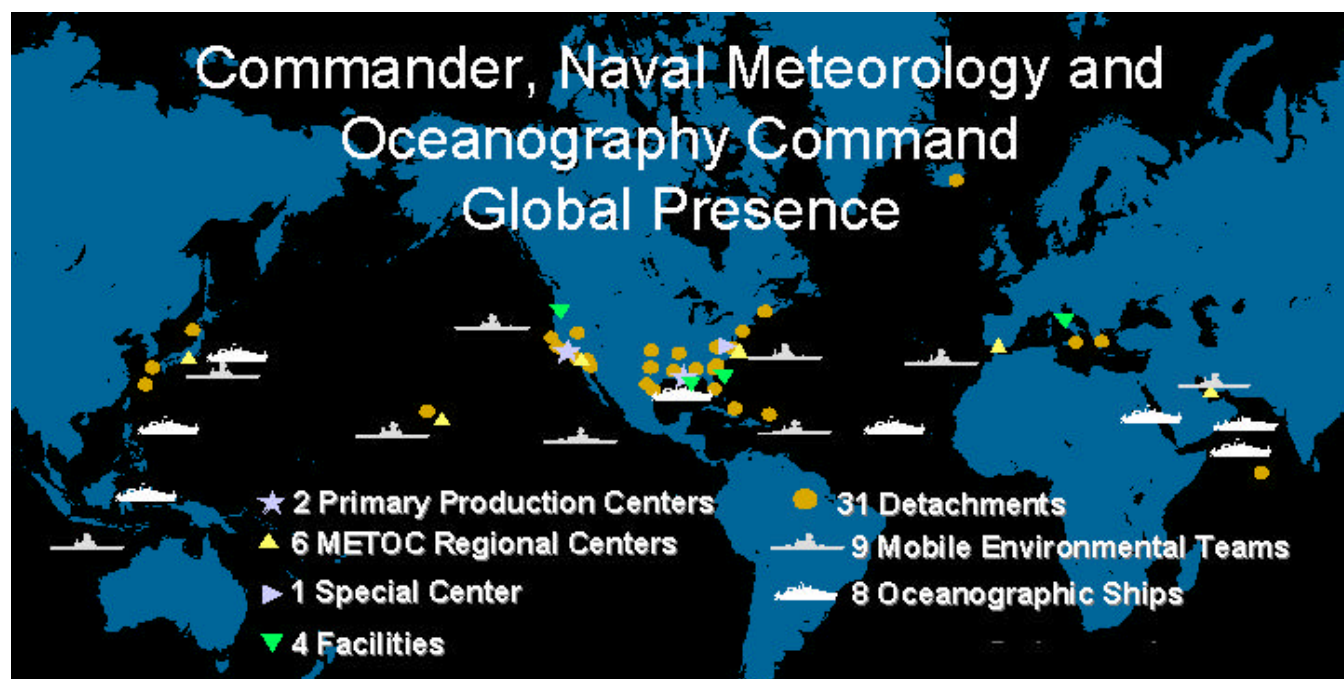 Commander, Naval Meteorology and
Oceanography Command
Global Presence
2 Primary Production Centers
6 METOC Regional Centers
1 Special Center
4 Facilities
31 Detachments
9 Mobile Environmental Teams
8 Oceanographic Ships